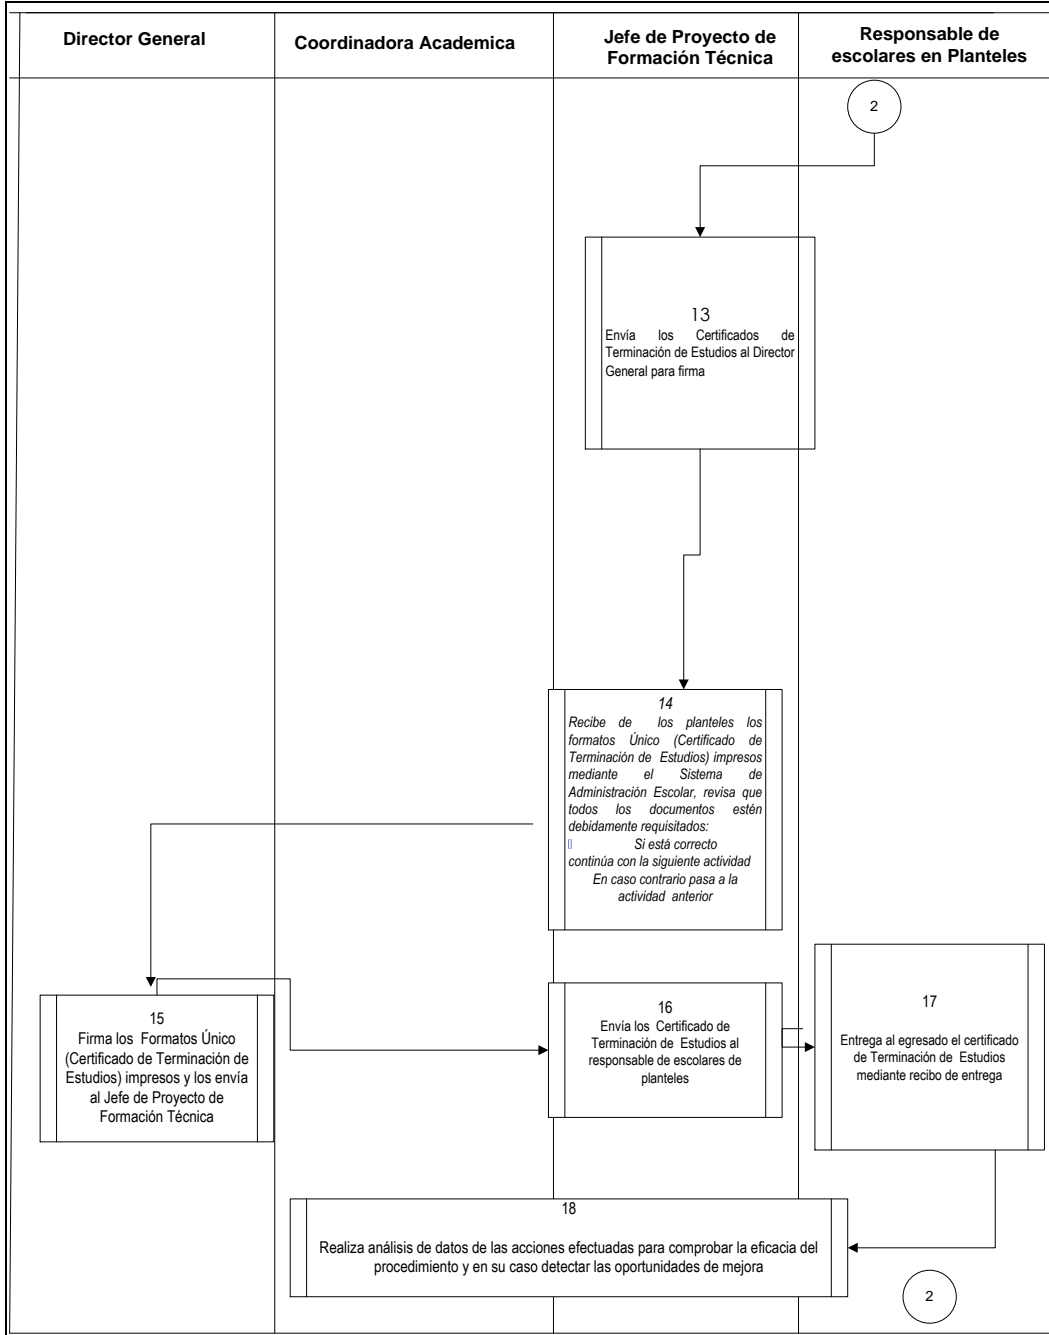 Director General
Coordinadora Academica
Jefe de Proyecto de
Formación Técnica
Responsable de
escolares en Planteles
2
13
Envía los Certificados de
Terminación de Estudios al Director
General para firma
14
Recibe de los planteles los
formatos Único (Certificado de
Terminación de Estudios) impresos
mediante el Sistema de
Administración Escolar, revisa que
todos los documentos estén
debidamente requisitados:
Si está correcto
continúa con la siguiente actividad
En caso contrario pasa a la
actividad anterior
15
Firma los Formatos Único
(Certificado de Terminación de
Estudios) impresos y los envía
al Jefe de Proyecto de
Formación Técnica
16
Envía los Certificado de
Terminación de Estudios al
responsable de escolares de
planteles
17
Entrega al egresado el certificado
de Terminación de Estudios
mediante recibo de entrega
18
Realiza análisis de datos de las acciones efectuadas para comprobar la eficacia del
procedimiento y en su caso detectar las oportunidades de mejora
2